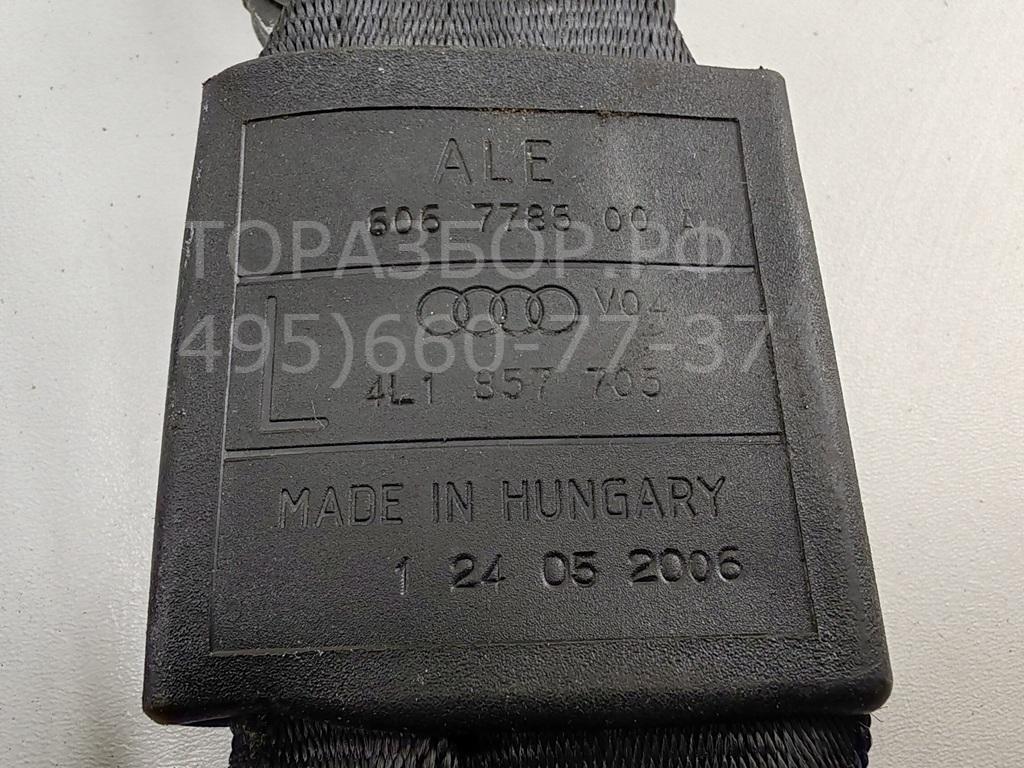 ALE
606 7785 00 A
ТОРАЗБОР.РФ
V04
L
495)660-77-37
4L1 857 705
MADE IN HUNGARY
1 24 05 2006